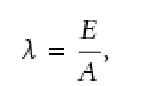 λ = E/A,